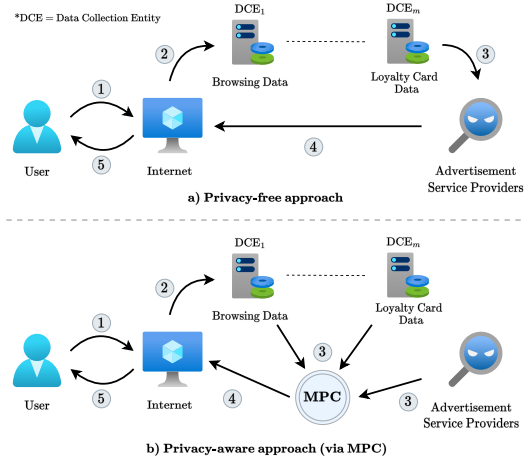 *DCE = Data Collection Entity
DCE1
DCEm
2
3
Browsing Data
Loyalty Card
Data
1
4
5
User
Internet
Advertisement
Service Providers
a) Privacy-free approach
DCE1
DCEm
2
Browsing Data
Loyalty Card
Data
1
3
MPC
5
4
3
User
Internet
Advertisement
Service Providers
b) Privacy-aware approach (via MPC)